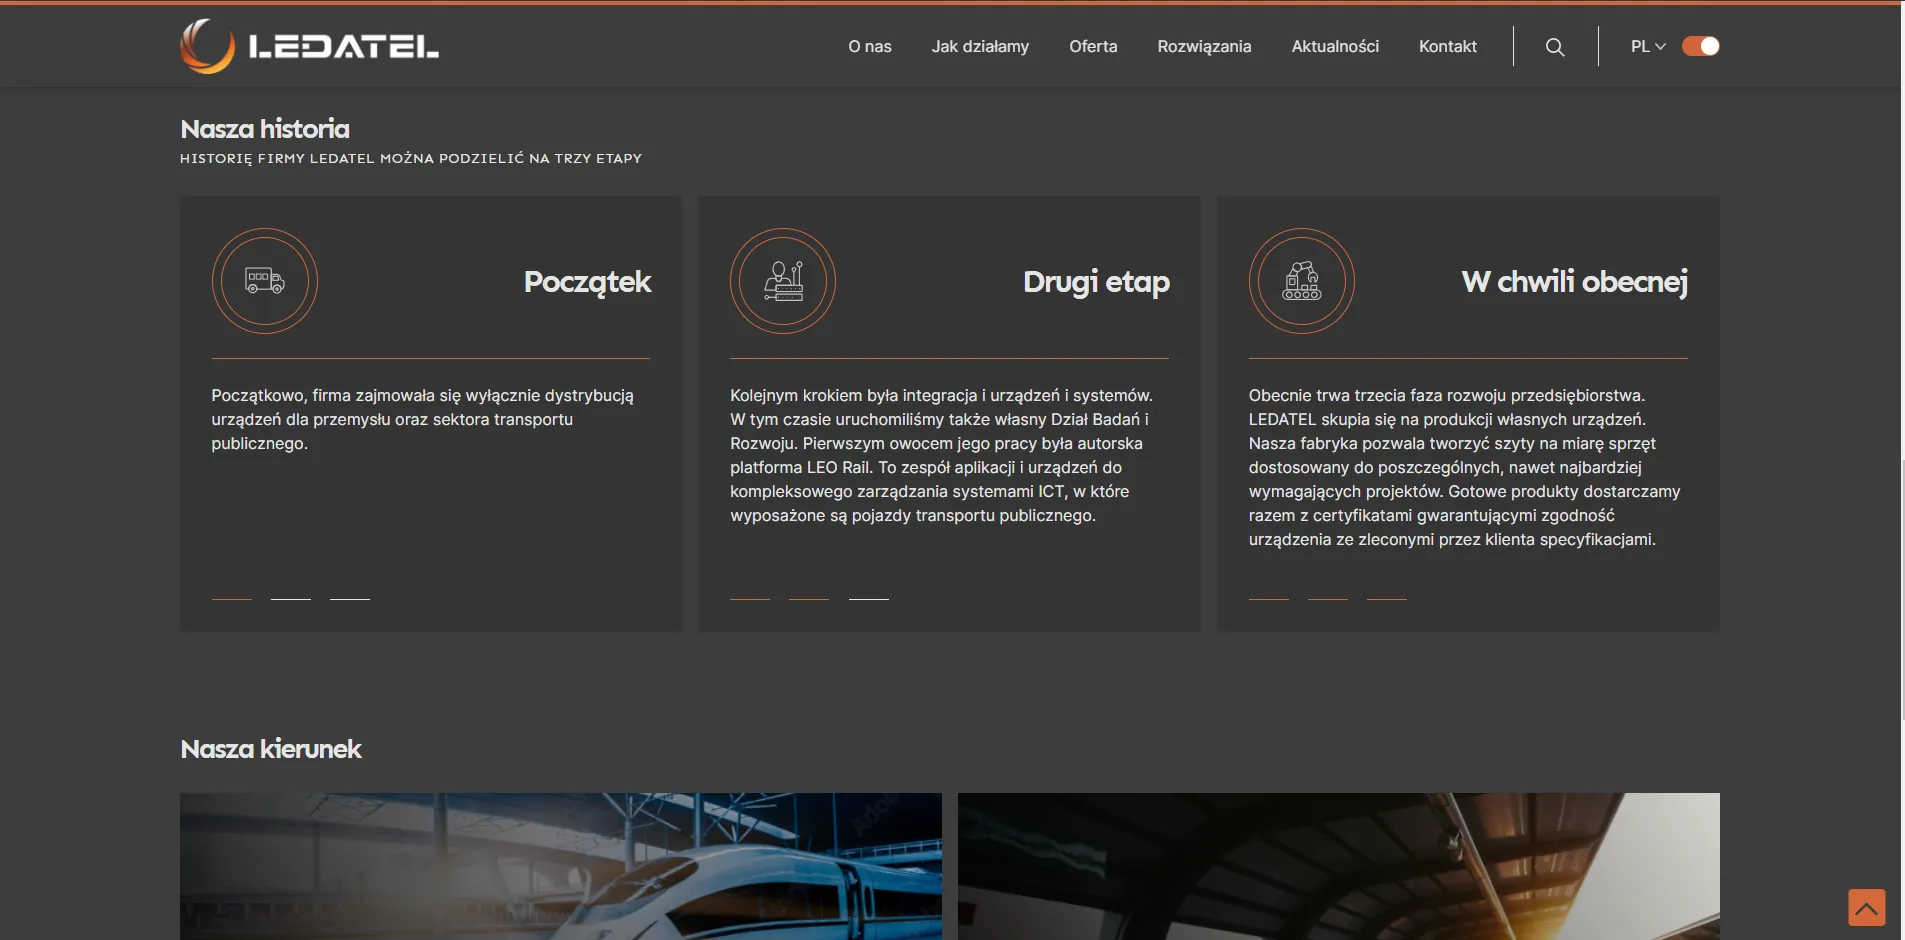 LEDATEL
O nas
Jak działamy
Oferta
Rozwiązania
Aktualności
Kontakt
PL
Nasza historia
HISTORIĘ FIRMY LEDATEL MOŻNA PODZIELIĆ NA TRZY ETAPY
Początek
Początkowo, firma zajmowała się wyłącznie dystrybucją
urządzeń dla przemysłu oraz sektora transportu
publicznego.
Drugi etap
Kolejnym krokiem była integracja i urządzeń i systemów.
W tym czasie uruchomiliśmy także własny Dział Badań i
Rozwoju. Pierwszym owocem jego pracy była autorska
platforma LEO Rail. To zespół aplikacji i urządzeń do
kompleksowego zarządzania systemami ICT, w które
wyposażone są pojazdy transportu publicznego.
W chwili obecnej
Obecnie trwa trzecia faza rozwoju przedsiębiorstwa.
LEDATEL skupia się na produkcji własnych urządzeń.
Nasza fabryka pozwala tworzyć szyty na miarę sprzęt
dostosowany do poszczególnych, nawet najbardziej
wymagających projektów. Gotowe produkty dostarczamy
razem z certyfikatami gwarantującymi zgodność
urządzenia ze zleconymi przez klienta specyfikacjami.
Nasza kierunek